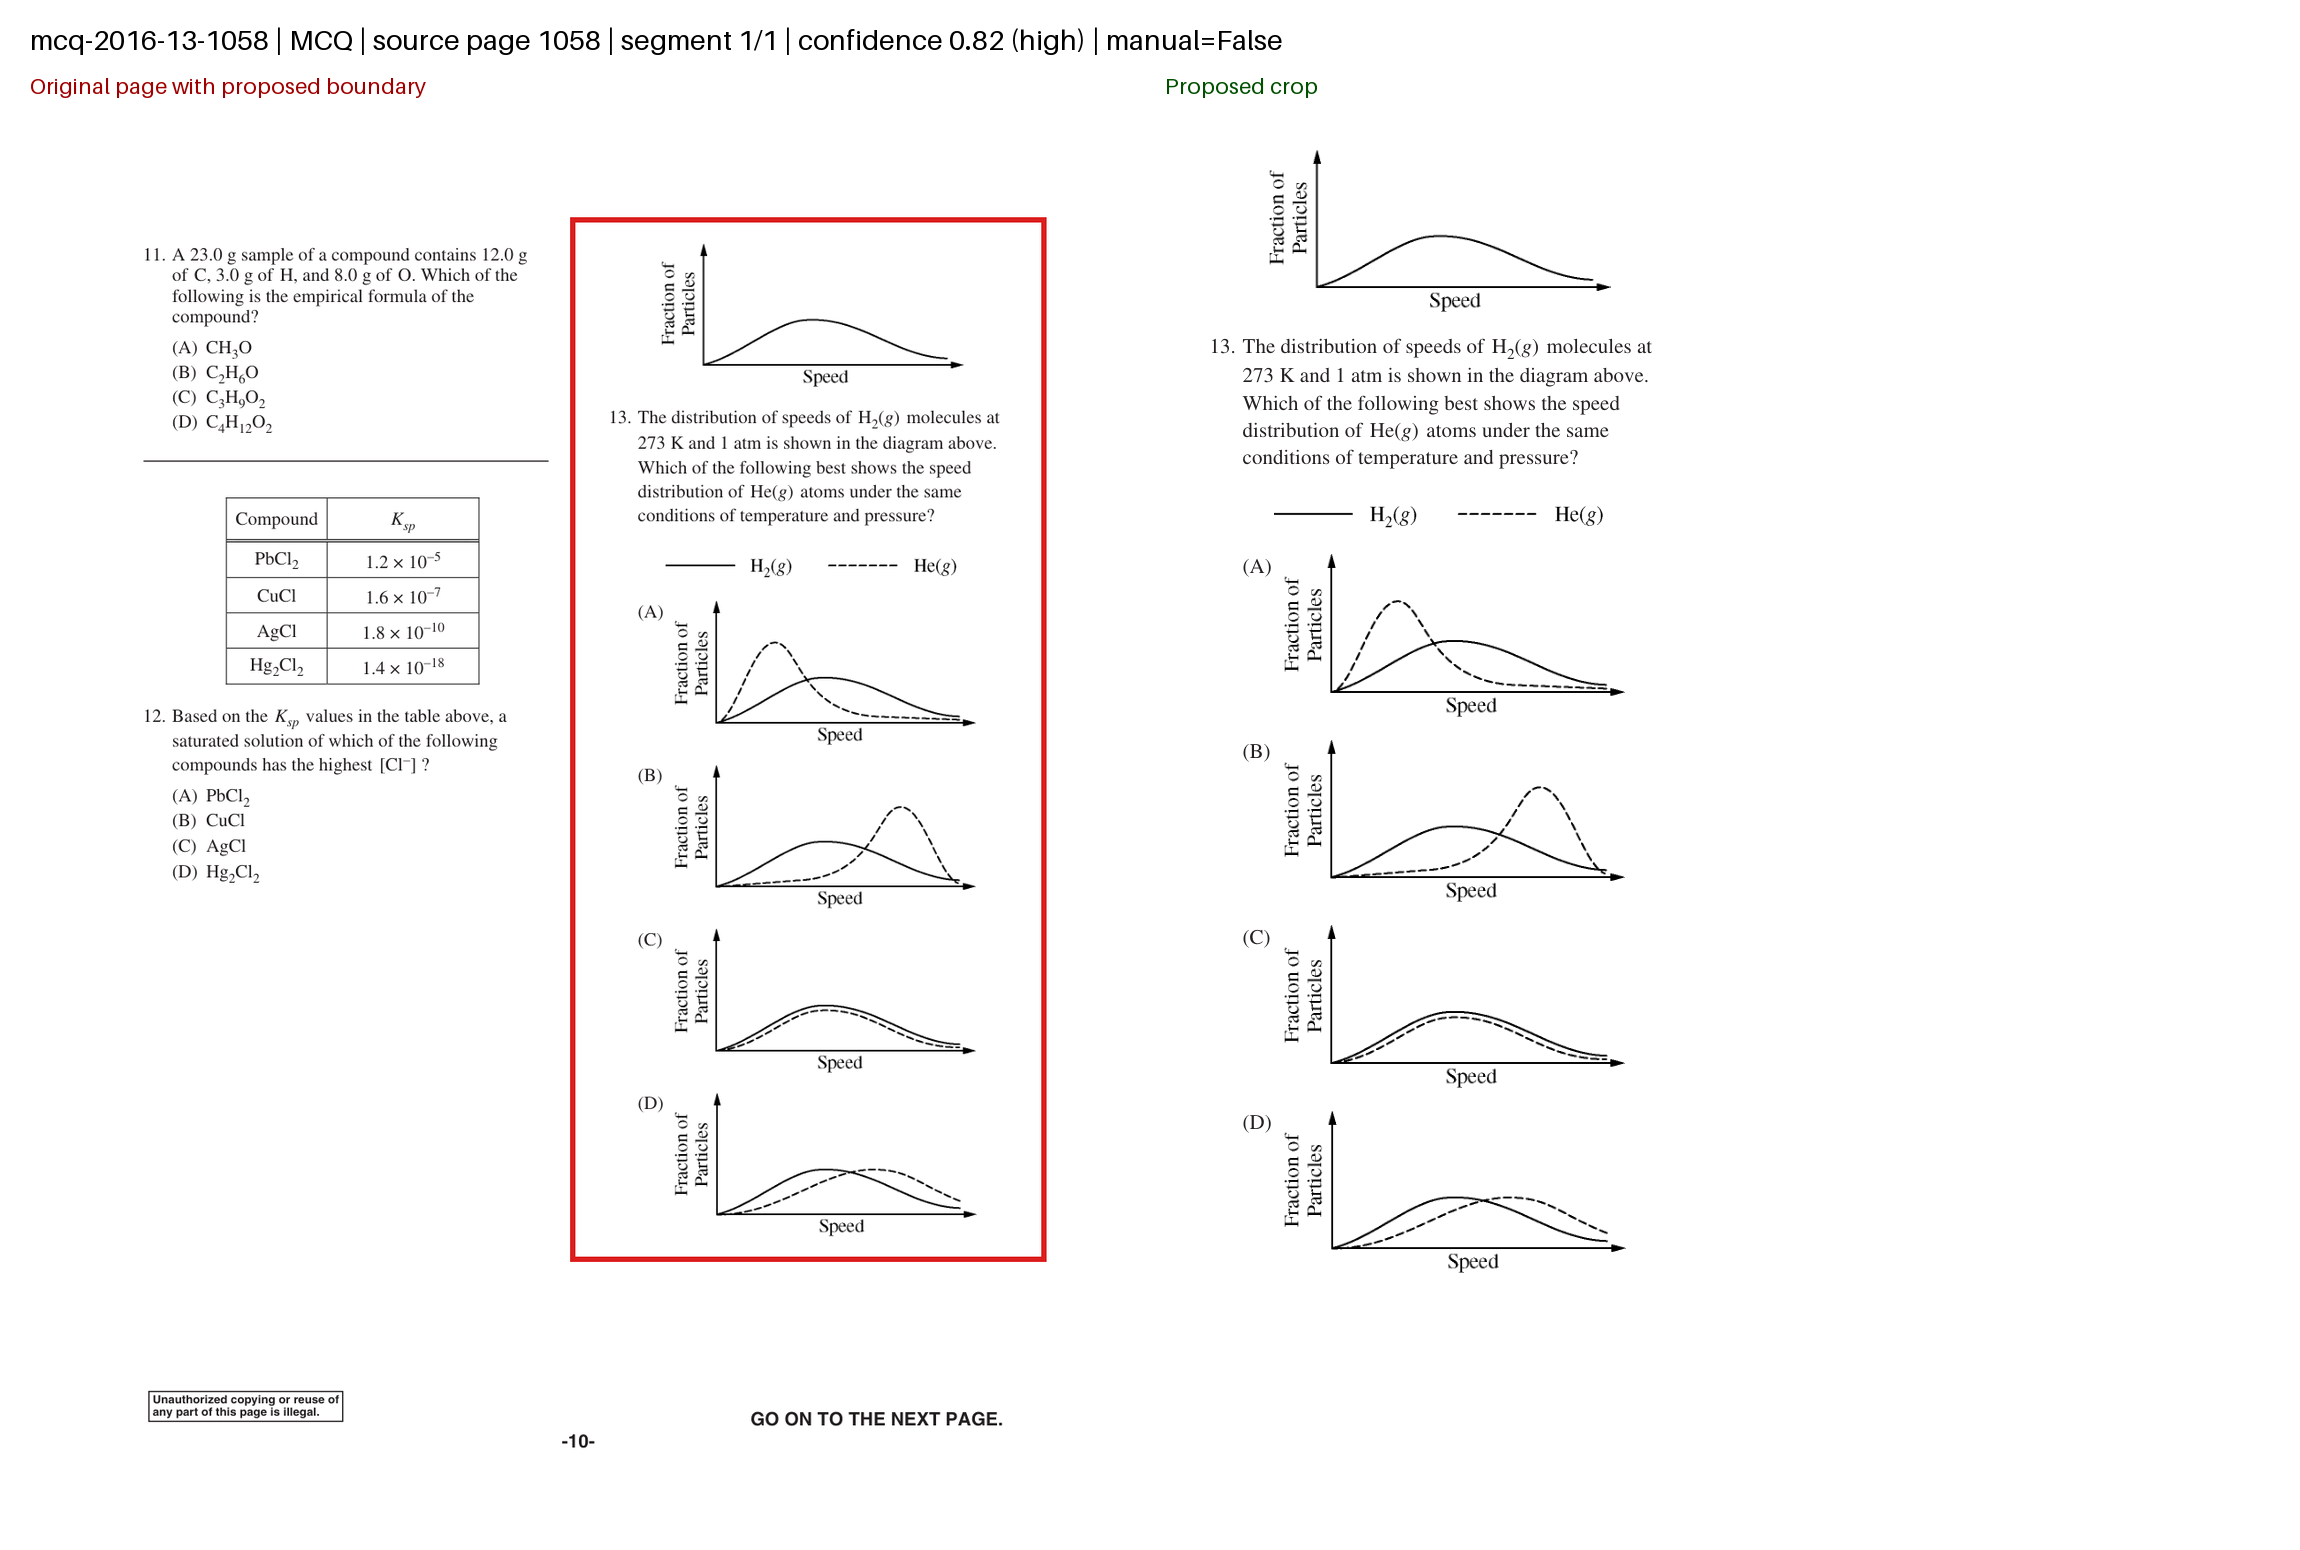 mcq-2016-13-1058 | MCQ | source page 1058 | segment 1/1 | confidence 0.82 (high) | manual=False
Original page with proposed boundary
Proposed crop
11. A 23.0 g sample of a compound contains 12.0 g
of C, 3.0 g of H, and 8.0 g of O. Which of the
following is the empirical formula of the
compound?
(A) CH₃O
(B) C₂H₆O
(C) C₃H₉O₂
(D) C₄H₁₂O₂
Compound Ksp
PbCl₂ 1.2 × 10⁻⁵
CuCl 1.6 × 10⁻⁷
AgCl 1.8 × 10⁻¹⁰
Hg₂Cl₂ 1.4 × 10⁻¹⁸
12. Based on the Ksp values in the table above, a
saturated solution of which of the following
compounds has the highest [Cl⁻] ?
(A) PbCl₂
(B) CuCl
(C) AgCl
(D) Hg₂Cl₂
Fraction of
Particles
Speed
13. The distribution of speeds of H₂(g) molecules at
273 K and 1 atm is shown in the diagram above.
Which of the following best shows the speed
distribution of He(g) atoms under the same
conditions of temperature and pressure?
H₂(g) He(g)
(A)
Fraction of
Particles
Speed
(B)
Fraction of
Particles
Speed
(C)
Fraction of
Particles
Speed
(D)
Fraction of
Particles
Speed
Unauthorized copying or reuse of
any part of this page is illegal.
GO ON TO THE NEXT PAGE.
-10-
Fraction of
Particles
Speed
13. The distribution of speeds of H₂(g) molecules at
273 K and 1 atm is shown in the diagram above.
Which of the following best shows the speed
distribution of He(g) atoms under the same
conditions of temperature and pressure?
H₂(g) He(g)
(A)
Fraction of
Particles
Speed
(B)
Fraction of
Particles
Speed
(C)
Fraction of
Particles
Speed
(D)
Fraction of
Particles
Speed